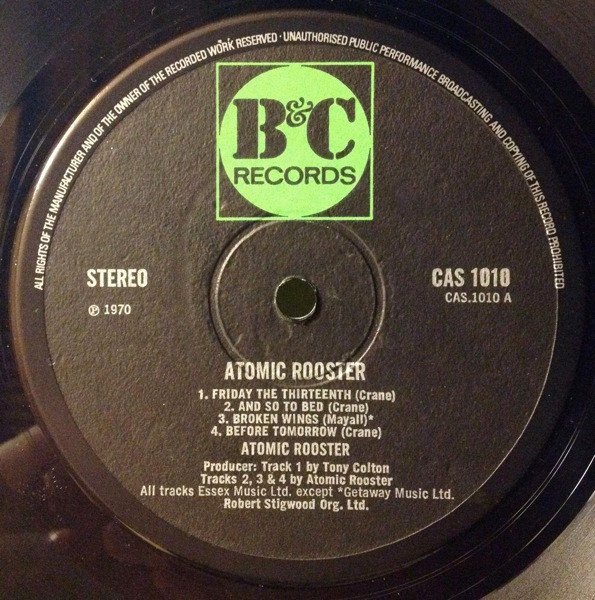 ALL RIGHTS OF THE MANUFACTURER AND OF THE OWNER OF THE RECORDED WORK RESERVED · UNAUTHORISED PUBLIC PERFORMANCE BROADCASTING AND COPYING OF THIS RECORD PROHIBITED
B&C
RECORDS
STEREO
CAS 1010
CAS.1010 A
℗ 1970
ATOMIC ROOSTER
1. FRIDAY THE THIRTEENTH (Crane)
2. AND SO TO BED (Crane)
3. BROKEN WINGS (Mayall)*
4. BEFORE TOMORROW (Crane)
ATOMIC ROOSTER
Producer: Track 1 by Tony Colton
Tracks 2, 3 & 4 by Atomic Rooster
All tracks Essex Music Ltd. except *Getaway Music Ltd.
Robert Stigwood Org. Ltd.